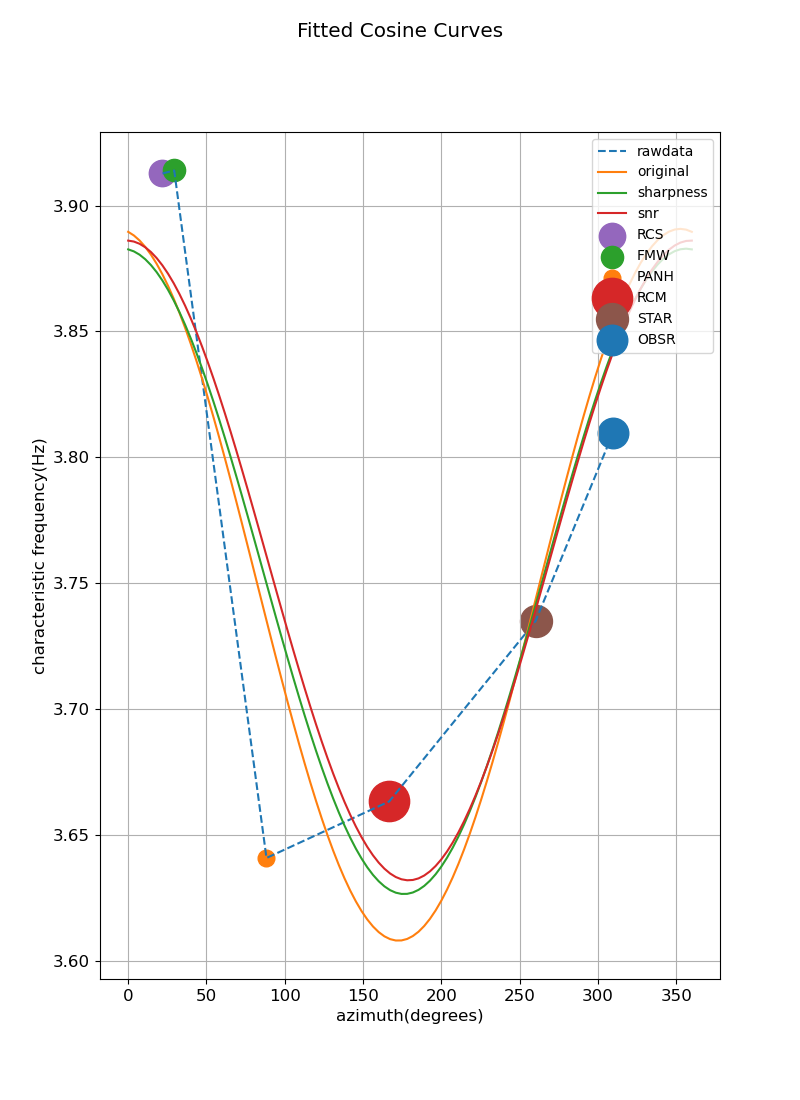 Fitted Cosine Curves
rawdata
original
sharpness
snr
RCS
FMW
PANH
RCM
STAR
OBSR
characteristic frequency(Hz)
3.90
3.85
3.80
3.75
3.70
3.65
3.60
0 50 100 150 200 250 300 350
azimuth(degrees)